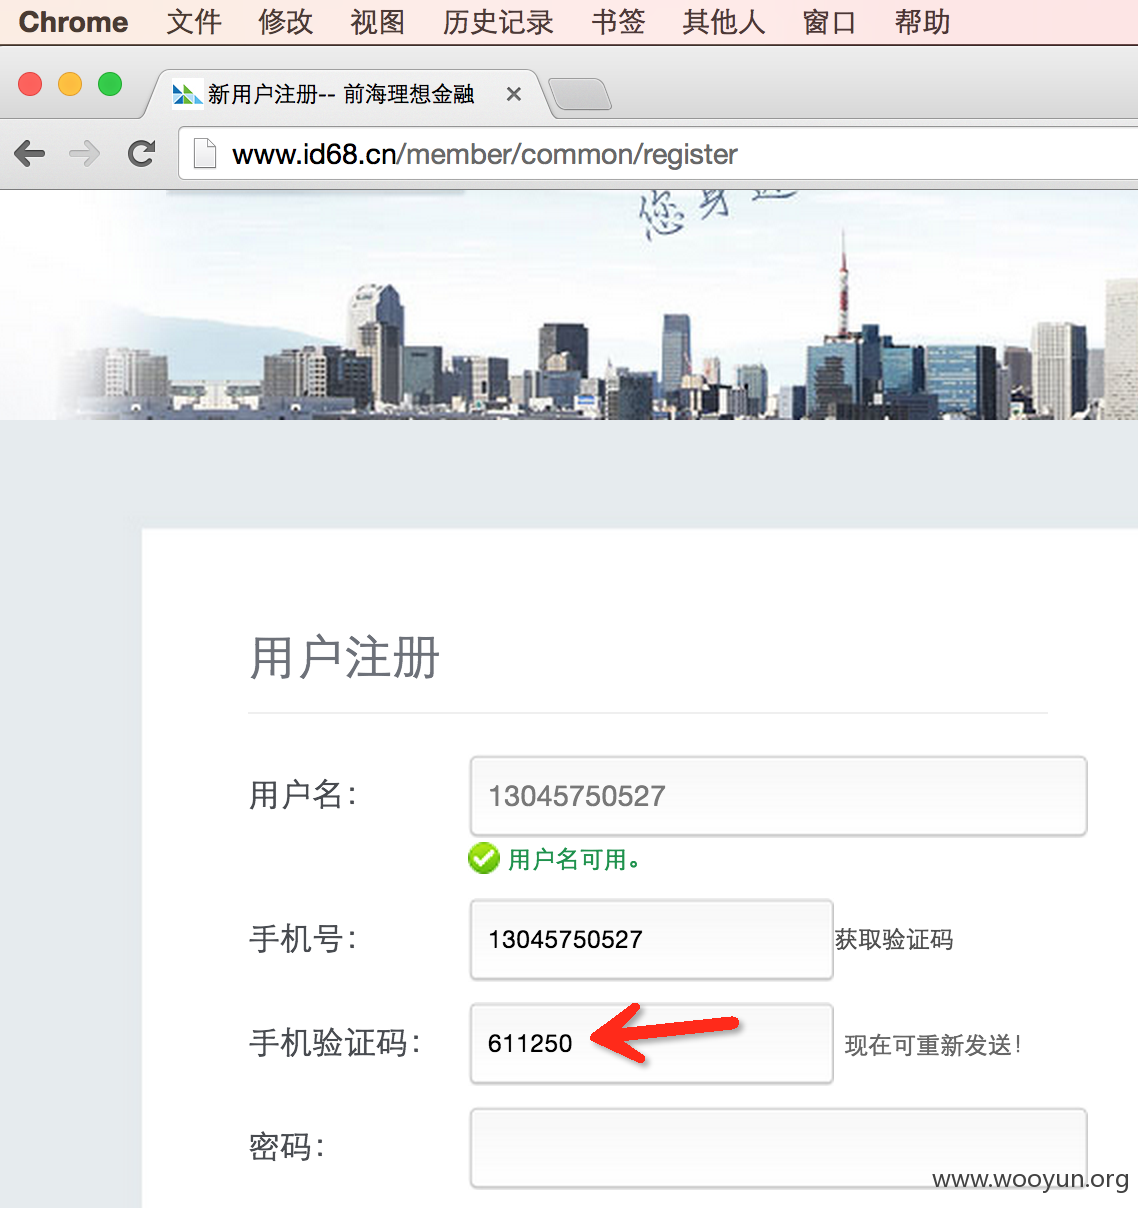 Chrome 文件 修改 视图 历史记录 书签 其他人 窗口 帮助
新用户注册-- 前海理想金融
www.id68.cn/member/common/register
您身边
用户注册
用户名： 13045750527
用户名可用。
手机号： 13045750527 获取验证码
手机验证码： 611250 现在可重新发送！
密码：
www.wooyun.org